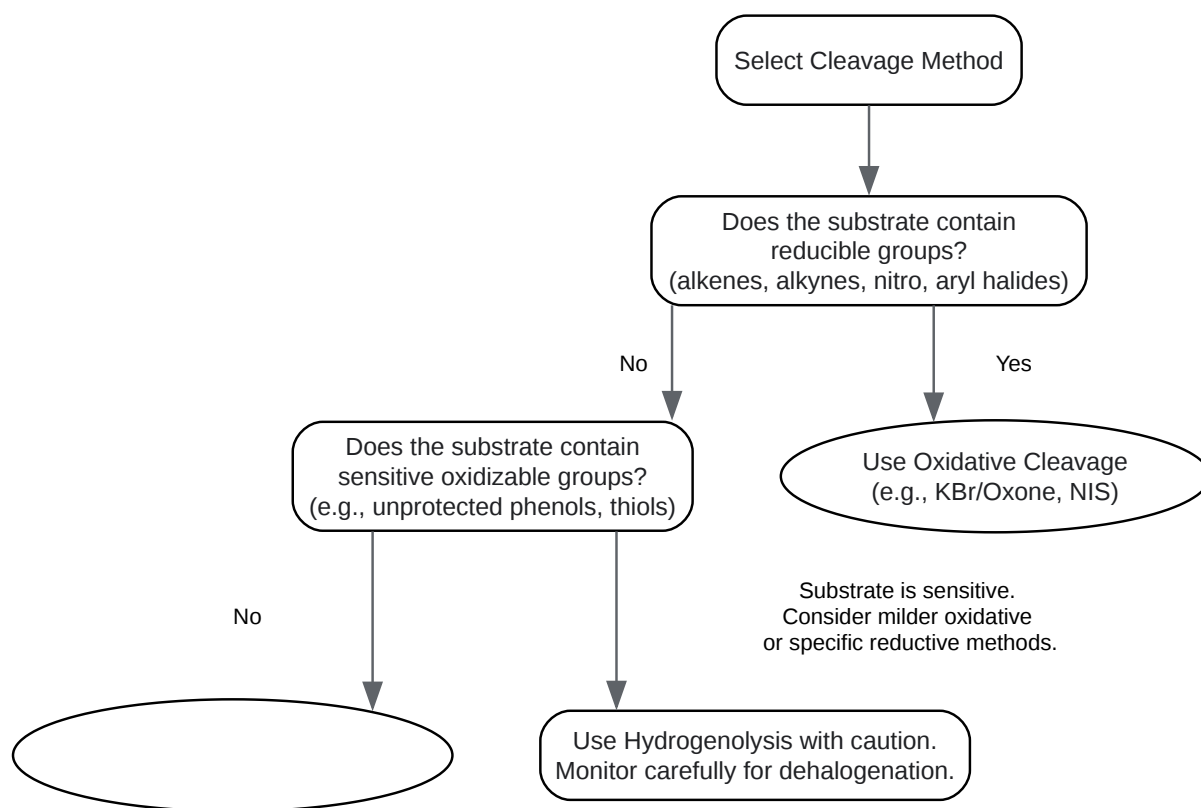 Select Cleavage Method
Does the substrate contain
reducible groups?
(alkenes, alkynes, nitro, aryl halides)
No
Yes
Does the substrate contain
sensitive oxidizable groups?
(e.g., unprotected phenols, thiols)
Use Oxidative Cleavage
(e.g., KBr/Oxone, NIS)
No
Substrate is sensitive.
Consider milder oxidative
or specific reductive methods.
Use Hydrogenolysis with caution.
Monitor carefully for dehalogenation.